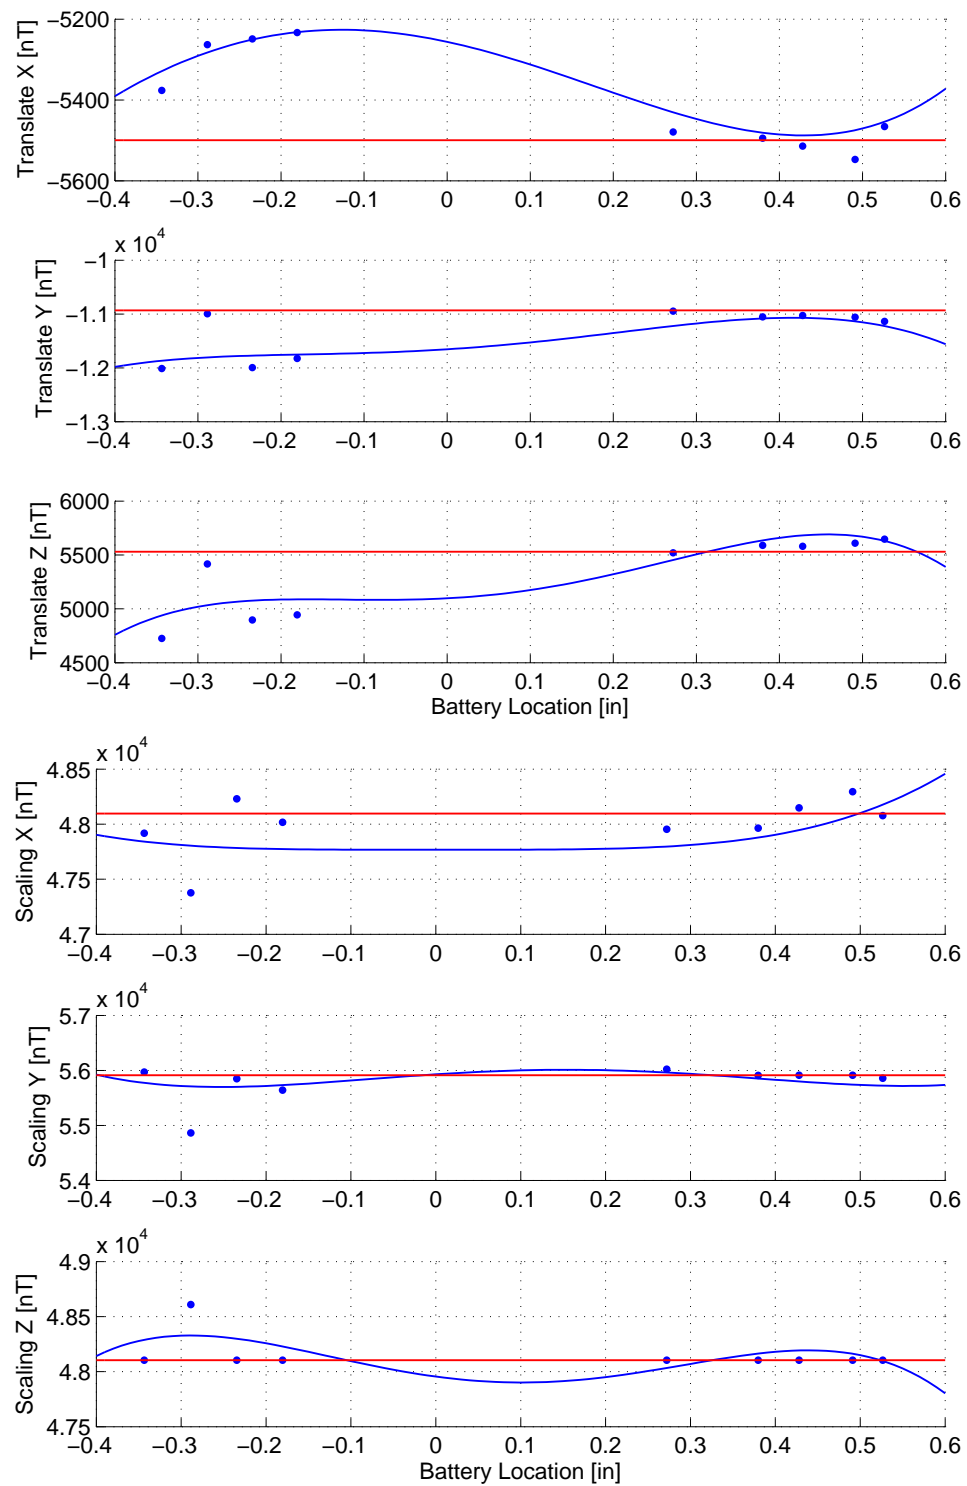 Translate X [nT]
−5200
−5400
−5600
−0.4 −0.3 −0.2 −0.1 0 0.1 0.2 0.3 0.4 0.5 0.6
x 10^4
Translate Y [nT]
−1
−1.1
−1.2
−1.3
−0.4 −0.3 −0.2 −0.1 0 0.1 0.2 0.3 0.4 0.5 0.6
Translate Z [nT]
6000
5500
5000
4500
−0.4 −0.3 −0.2 −0.1 0 0.1 0.2 0.3 0.4 0.5 0.6
Battery Location [in]
x 10^4
Scaling X [nT]
4.85
4.8
4.75
4.7
−0.4 −0.3 −0.2 −0.1 0 0.1 0.2 0.3 0.4 0.5 0.6
x 10^4
Scaling Y [nT]
5.7
5.6
5.5
5.4
−0.4 −0.3 −0.2 −0.1 0 0.1 0.2 0.3 0.4 0.5 0.6
x 10^4
Scaling Z [nT]
4.9
4.85
4.8
4.75
−0.4 −0.3 −0.2 −0.1 0 0.1 0.2 0.3 0.4 0.5 0.6
Battery Location [in]